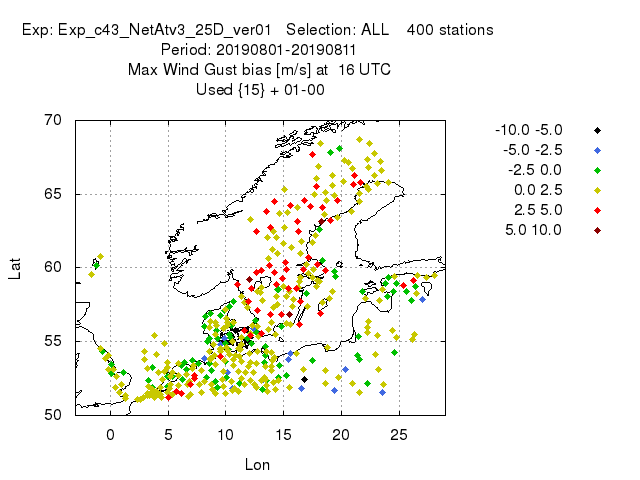 Exp: Exp_c43_NetAtv3_25D_ver01 Selection: ALL 400 stations
Period: 20190801-20190811
Max Wind Gust bias [m/s] at 16 UTC
Used {15} + 01-00
70
65
60
55
50
Lat
0 5 10 15 20 25
Lon
-10.0 -5.0
-5.0 -2.5
-2.5 0.0
0.0 2.5
2.5 5.0
5.0 10.0